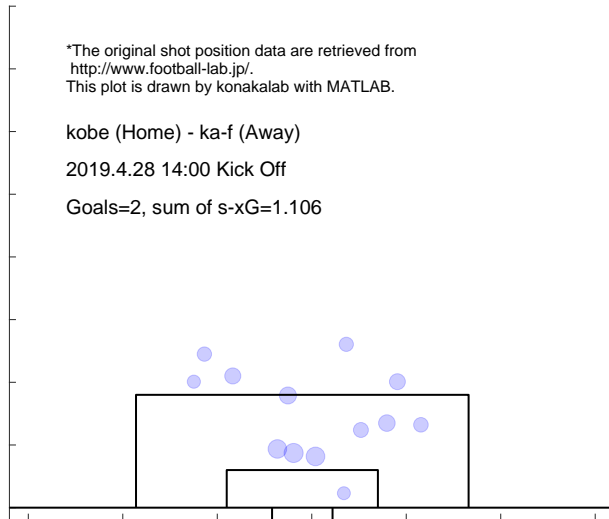 *The original shot position data are retrieved from
http://www.football-lab.jp/.
This plot is drawn by konakalab with MATLAB.
kobe (Home) - ka-f (Away)
2019.4.28 14:00 Kick Off
Goals=2, sum of s-xG=1.106